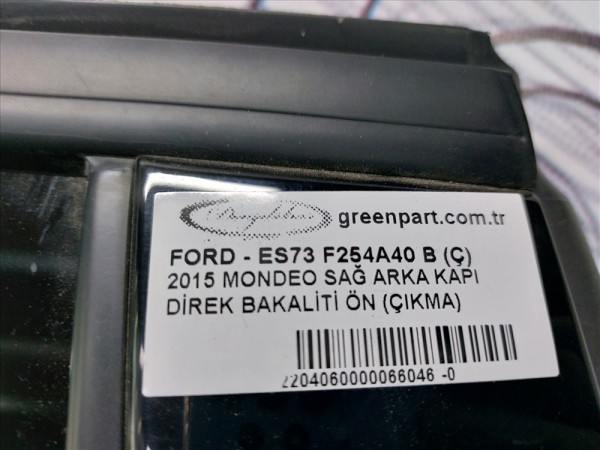 greenpart.com.tr
FORD - ES73 F254A40 B (Ç)
2015 MONDEO SAĞ ARKA KAPI
DİREK BAKALİTİ ÖN (ÇIKMA)
2204060000066046 -0